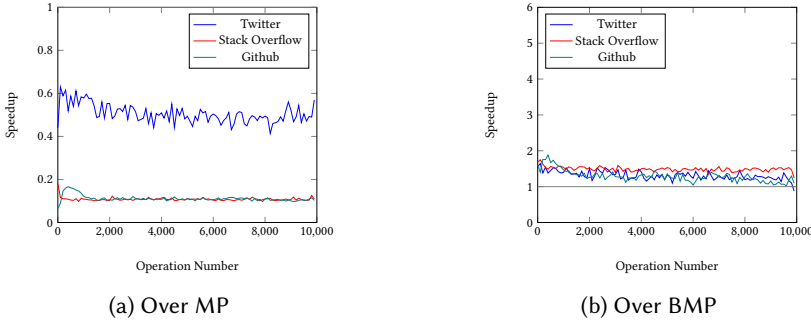 1
0.8
0.6
0.4
0.2
0
0
2,000
4,000
6,000
8,000
10,000
Speedup
Operation Number
Twitter
Stack Overflow
Github
(a) Over MP
6
5
4
3
2
1
0
0
2,000
4,000
6,000
8,000
10,000
Speedup
Operation Number
Twitter
Stack Overflow
Github
(b) Over BMP